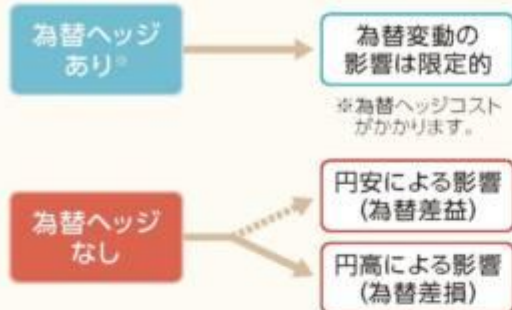 為替ヘッジ
あり※
為替変動の
影響は限定的
※為替ヘッジコスト
がかかります。
為替ヘッジ
なし
円安による影響
(為替差益)
円高による影響
(為替差損)